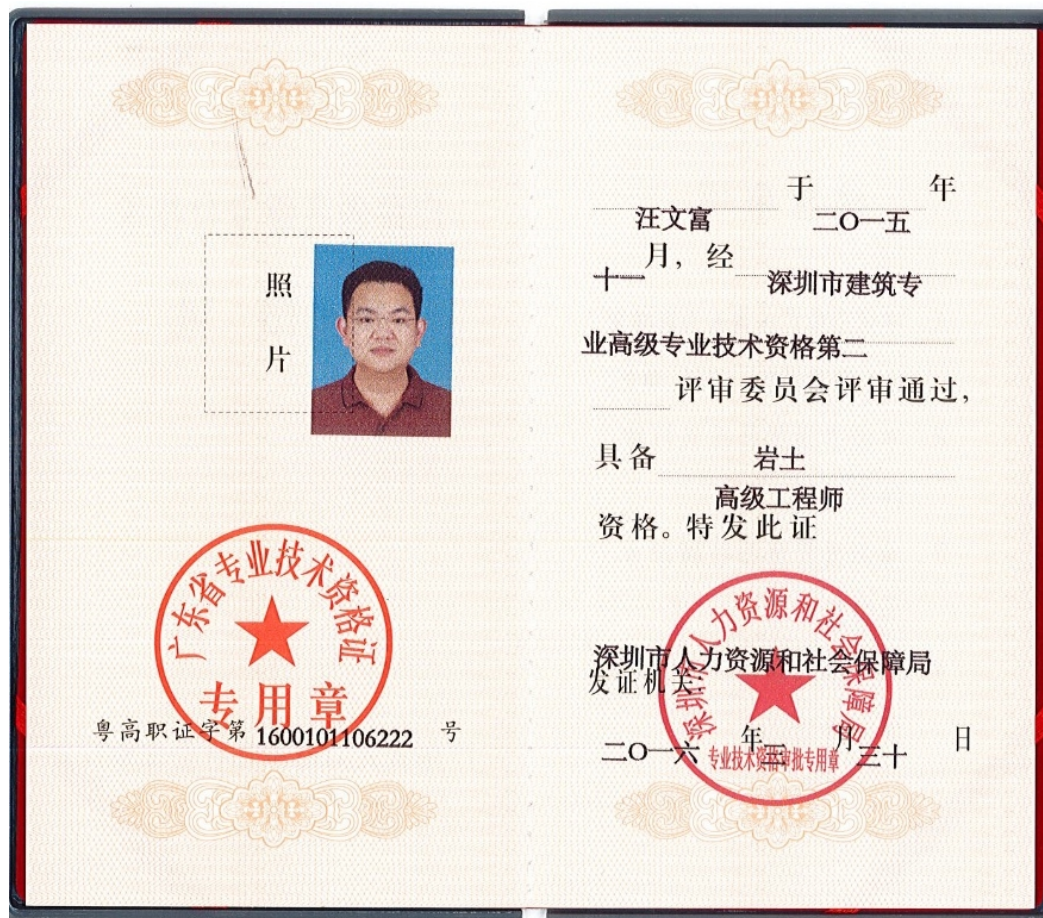 照
片
广东省专业技术资格证
专用章
粤高职证字第 1600101106222 号
于 年
汪文富 二〇一五
月，经
十一 深圳市建筑专
业高级专业技术资格第二
评审委员会评审通过，
具备 岩土
高级工程师
资格。特发此证
深圳市人力资源和社会保障局
深圳市人力资源和社会保障局
发证机关：
年 月 日
二〇一六 三 三十
专业技术资格审批专用章